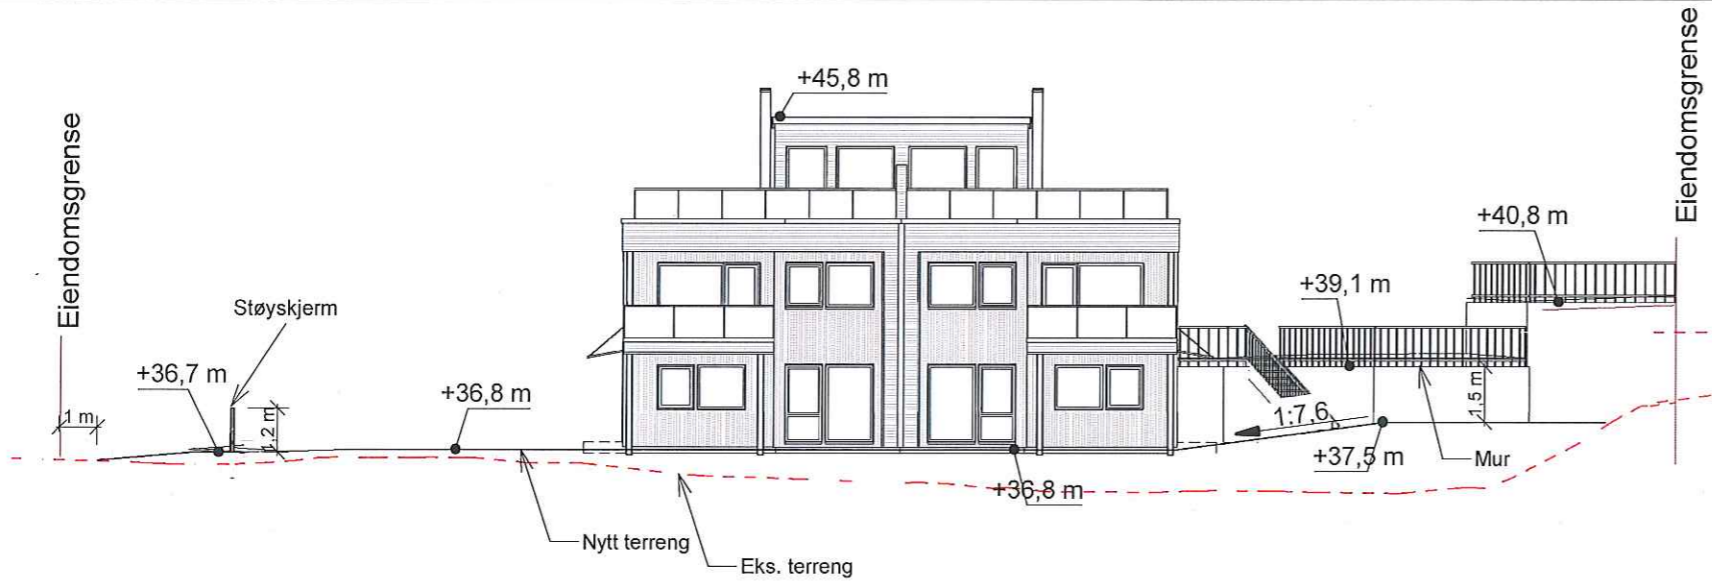 Eiendomsgrense
+45,8 m
Eiendomsgrense
+40,8 m
+39,1 m
Støyskjerm
+36,7 m
+36,8 m
1 m
1,2 m
1:7,6
1,5 m
+37,5 m
Mur
+36,8 m
Nytt terreng
Eks. terreng